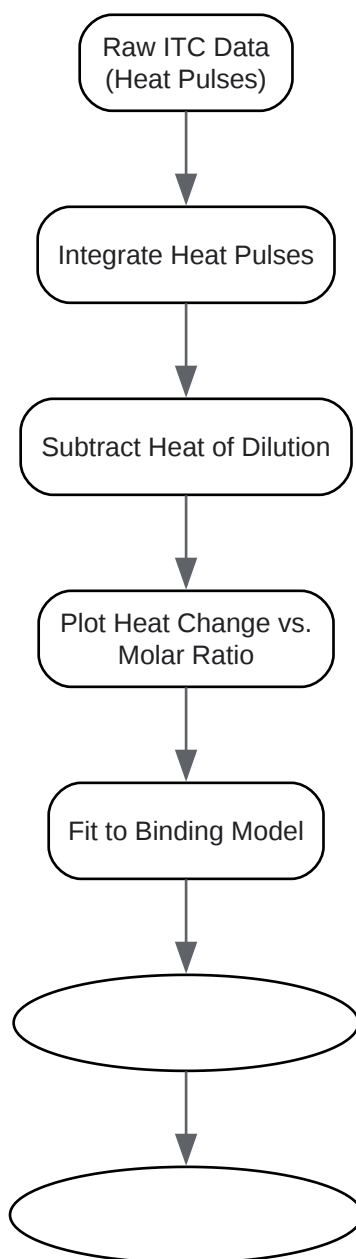 Raw ITC Data
(Heat Pulses)
Integrate Heat Pulses
Subtract Heat of Dilution
Plot Heat Change vs.
Molar Ratio
Fit to Binding Model